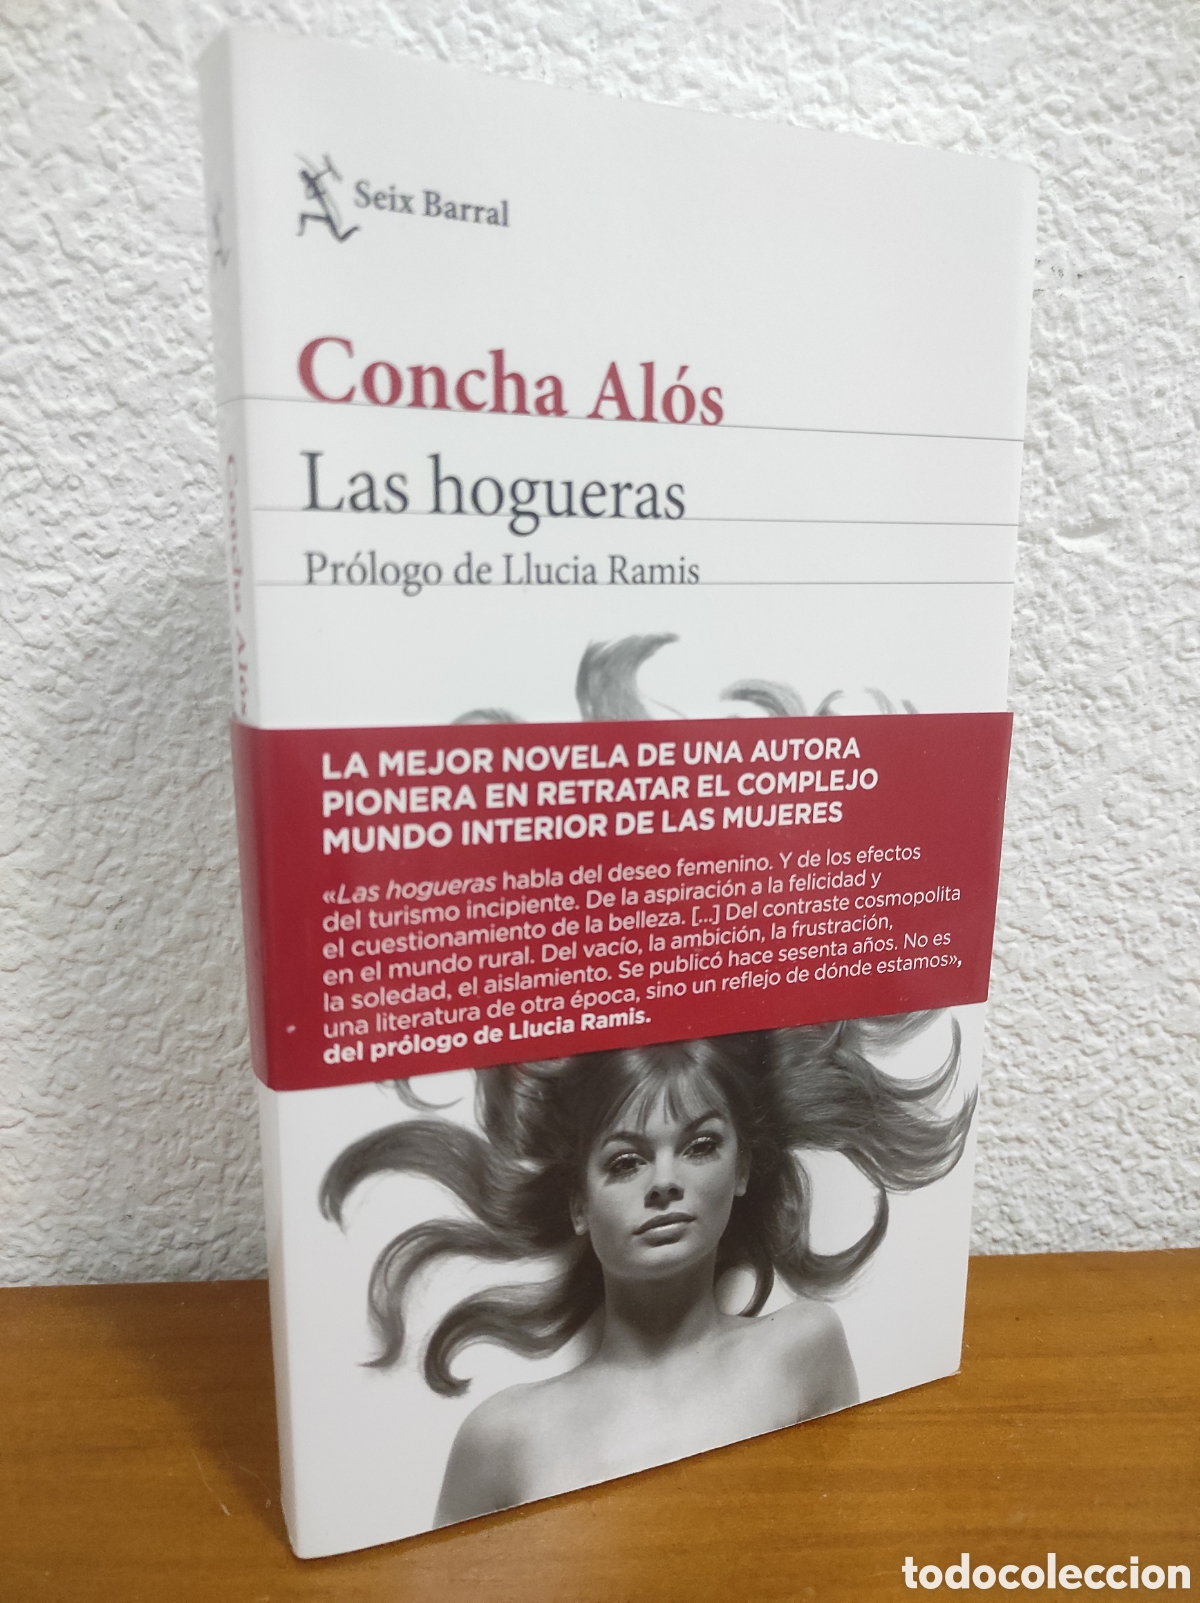 Seix Barral
Concha Alós
Las hogueras
Prólogo de Llucia Ramis
Concha Alós
LA MEJOR NOVELA DE UNA AUTORA
PIONERA EN RETRATAR EL COMPLEJO
MUNDO INTERIOR DE LAS MUJERES
«Las hogueras habla del deseo femenino. Y de los efectos
del turismo incipiente. De la aspiración a la felicidad y
el cuestionamiento de la belleza. [...] Del contraste cosmopolita
en el mundo rural. Del vacío, la ambición, la frustración,
la soledad, el aislamiento. Se publicó hace sesenta años. No es
una literatura de otra época, sino un reflejo de dónde estamos»,
del prólogo de Llucia Ramis.
todocoleccion